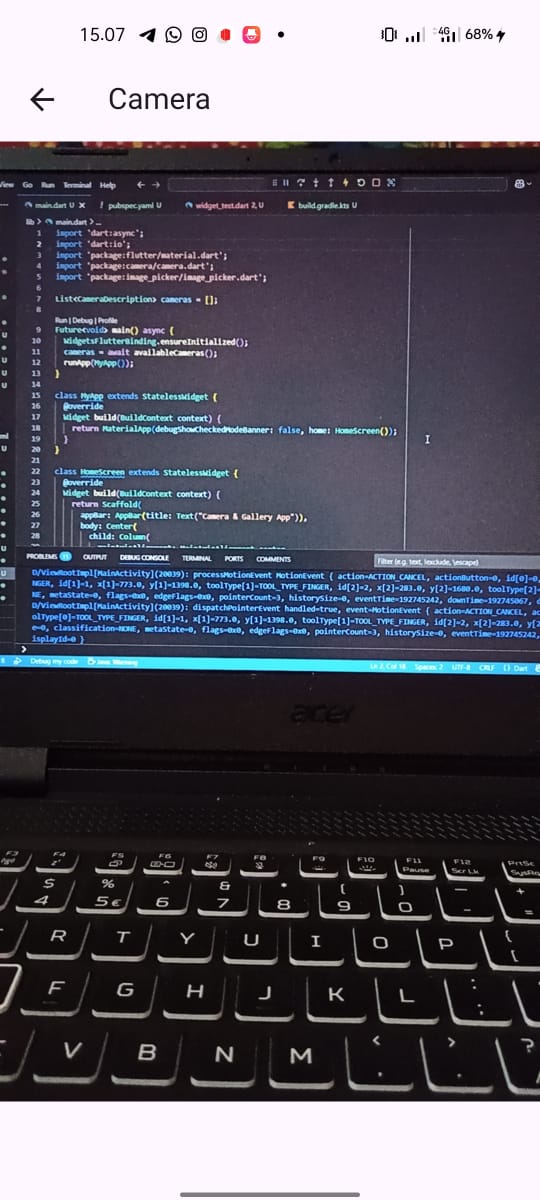 15.07 4G 68%
Camera
View Go Run Terminal Help
main.dart U X ! pubspec.yaml U widget_test.dart 2, U build.gradle.kts U
lib > main.dart > ...
1 import 'dart:async';
2 import 'dart:io';
3 import 'package:flutter/material.dart';
4 import 'package:camera/camera.dart';
5 import 'package:image_picker/image_picker.dart';
6
7 List<CameraDescription> cameras = [];
8
Run | Debug | Profile
9 Future<void> main() async {
10 WidgetsFlutterBinding.ensureInitialized();
11 cameras = await availableCameras();
12 runApp(MyApp());
13 }
14
15 class MyApp extends StatelessWidget {
16 @override
17 Widget build(BuildContext context) {
18 return MaterialApp(debugShowCheckedModeBanner: false, home: HomeScreen());
19 }
20 }
21
22 class HomeScreen extends StatelessWidget {
23 @override
24 Widget build(BuildContext context) {
25 return Scaffold(
26 appBar: AppBar(title: Text("Camera & Gallery App")),
27 body: Center(
28 child: Column(
PROBLEMS OUTPUT DEBUG CONSOLE TERMINAL PORTS COMMENTS Filter (e.g. text, !exclude, \escape)
D/ViewRootImpl[MainActivity](20039): processMotionEvent MotionEvent { action=ACTION_CANCEL, actionButton=0, id[0]=0,
NGER, id[1]=1, x[1]=773.0, y[1]=1398.0, toolType[1]=TOOL_TYPE_FINGER, id[2]=2, x[2]=283.0, y[2]=1680.0, toolType[2]=
NE, metaState=0, flags=0x0, edgeFlags=0x0, pointerCount=3, historySize=0, eventTime=192745242, downTime=192745067, d
D/ViewRootImpl[MainActivity](20039): dispatchPointerEvent handled=true, event=MotionEvent { action=ACTION_CANCEL, ac
olType[0]=TOOL_TYPE_FINGER, id[1]=1, x[1]=773.0, y[1]=1398.0, toolType[1]=TOOL_TYPE_FINGER, id[2]=2, x[2]=283.0, y[2
e=0, classification=NONE, metaState=0, flags=0x0, edgeFlags=0x0, pointerCount=3, historySize=0, eventTime=192745242,
isplayId=0 }
>
Debug my code Java: Warning Ln 2, Col 16 Spaces: 2 UTF-8 CRLF {} Dart
acer
F3 F4 F5 F6 F7 F8 F9 F10 F11 F12 PrtSc
Pause Scr Lk SysRq
$ % ^ & * ( ) _ +
4 5 € 6 7 8 9 0 - =
R T Y U I O P { [
F G H J K L : ;
V B N M < , > . ?